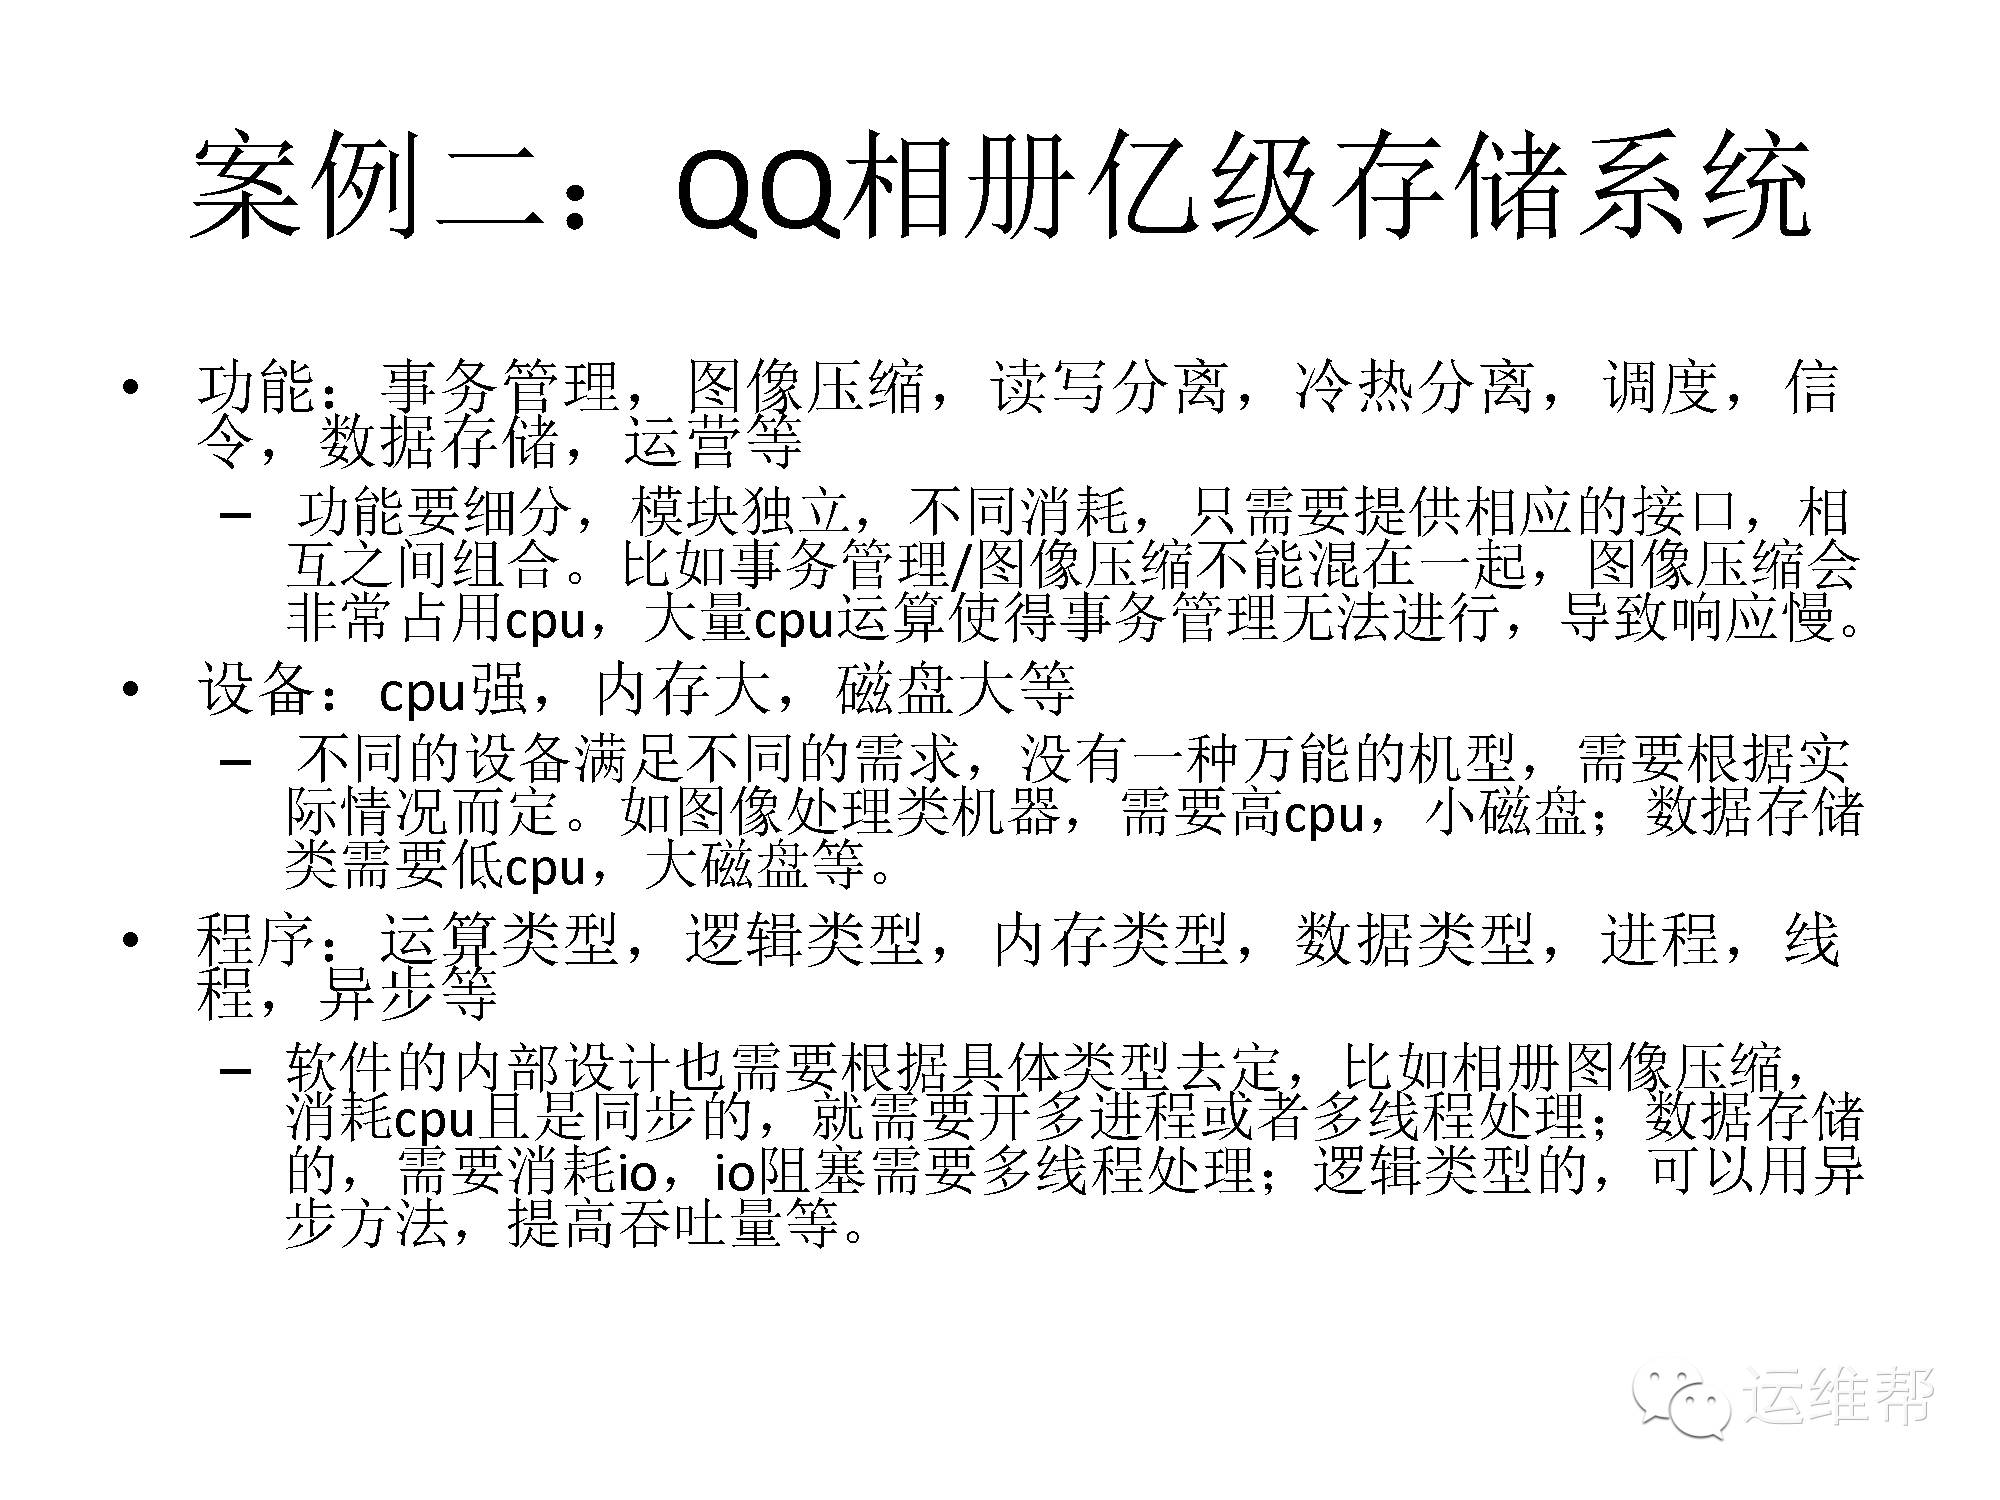 案例二：QQ相册亿级存储系统
• 功能：事务管理，图像压缩，读写分离，冷热分离，调度，信
令，数据存储，运营等
– 功能要细分，模块独立，不同消耗，只需要提供相应的接口，相
互之间组合。比如事务管理/图像压缩不能混在一起，图像压缩会
非常占用cpu，大量cpu运算使得事务管理无法进行，导致响应慢。
• 设备：cpu强，内存大，磁盘大等
– 不同的设备满足不同的需求，没有一种万能的机型，需要根据实
际情况而定。如图像处理类机器，需要高cpu，小磁盘；数据存储
类需要低cpu，大磁盘等。
• 程序：运算类型，逻辑类型，内存类型，数据类型，进程，线
程，异步等
– 软件的内部设计也需要根据具体类型去定，比如相册图像压缩，
消耗cpu且是同步的，就需要开多进程或者多线程处理；数据存储
的，需要消耗io，io阻塞需要多线程处理；逻辑类型的，可以用异
步方法，提高吞吐量等。
运维帮